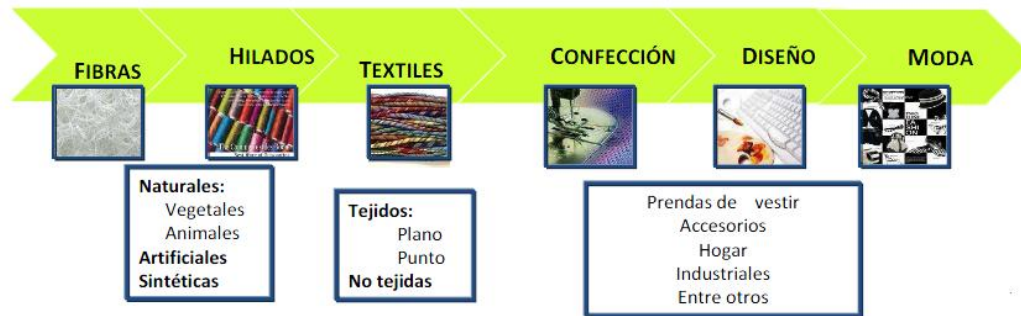 FIBRAS
HILADOS
TEXTILES
CONFECCIÓN
DISEÑO
MODA
Naturales:
Vegetales
Animales
Artificiales
Sintéticas
Tejidos:
Plano
Punto
No tejidas
Prendas de vestir
Accesorios
Hogar
Industriales
Entre otros